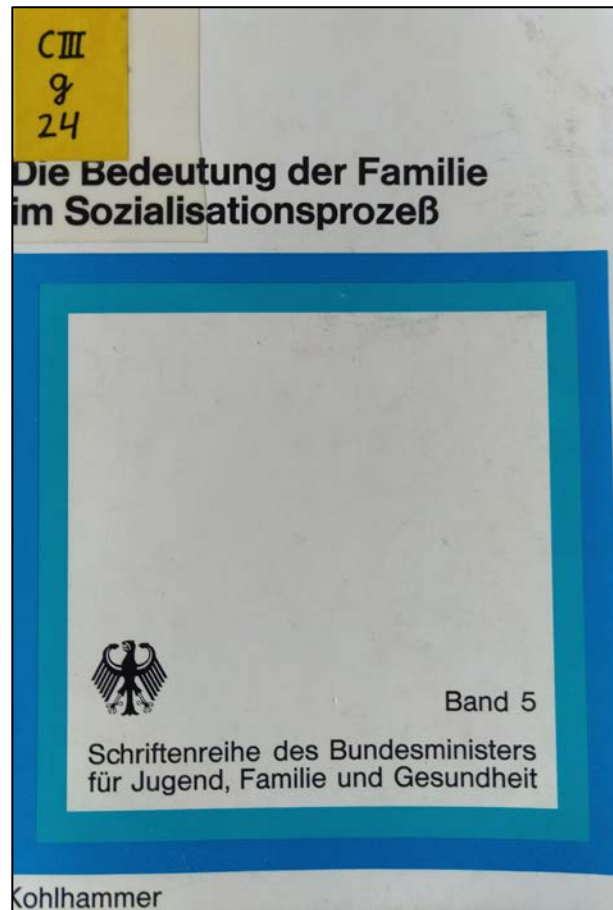 CIII
g
24
Die Bedeutung der Familie
im Sozialisationsprozeß
Band 5
Schriftenreihe des Bundesministers
für Jugend, Familie und Gesundheit
Kohlhammer